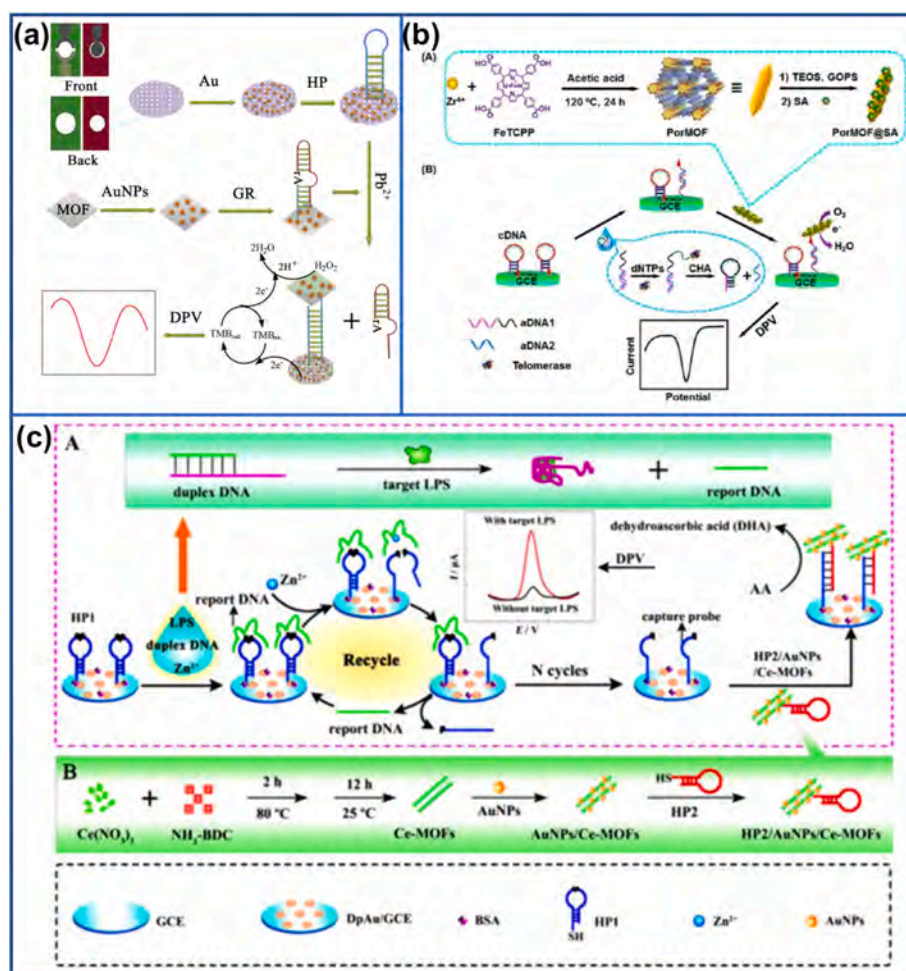 (a)
Front
Back
Au
HP
Pb²⁺
MOF
AuNPs
GR
2H₂O
2H⁺
H₂O₂
2e⁻
TMB
TMB
2e⁻
DPV
+
(b)
(A)
Zr⁴⁺
+
FeTCPP
Acetic acid
120 ºC, 24 h
PorMOF
≡
1) TEOS, GOPS
2) SA
PorMOF@SA
(B)
cDNA
GCE
GCE
dNTPs
CHA
O₂
e⁻
H₂O
GCE
DPV
aDNA1
aDNA2
Telomerase
Current
Potential
(c)
A
duplex DNA
target LPS
+
report DNA
HP1
LPS
duplex DNA
Zn²⁺
report DNA
Zn²⁺
Recycle
report DNA
With target LPS
Without target LPS
I / μA
E / V
DPV
dehydroascorbic acid (DHA)
AA
N cycles
capture probe
HP2/AuNPs
/Ce-MOFs
B
Ce(NO₃)₃
+
NH₂-BDC
2 h
80 ºC
12 h
25 ºC
Ce-MOFs
AuNPs
AuNPs/Ce-MOFs
HS
HP2
HP2/AuNPs/Ce-MOFs
GCE
DpAu/GCE
BSA
SH
HP1
Zn²⁺
AuNPs